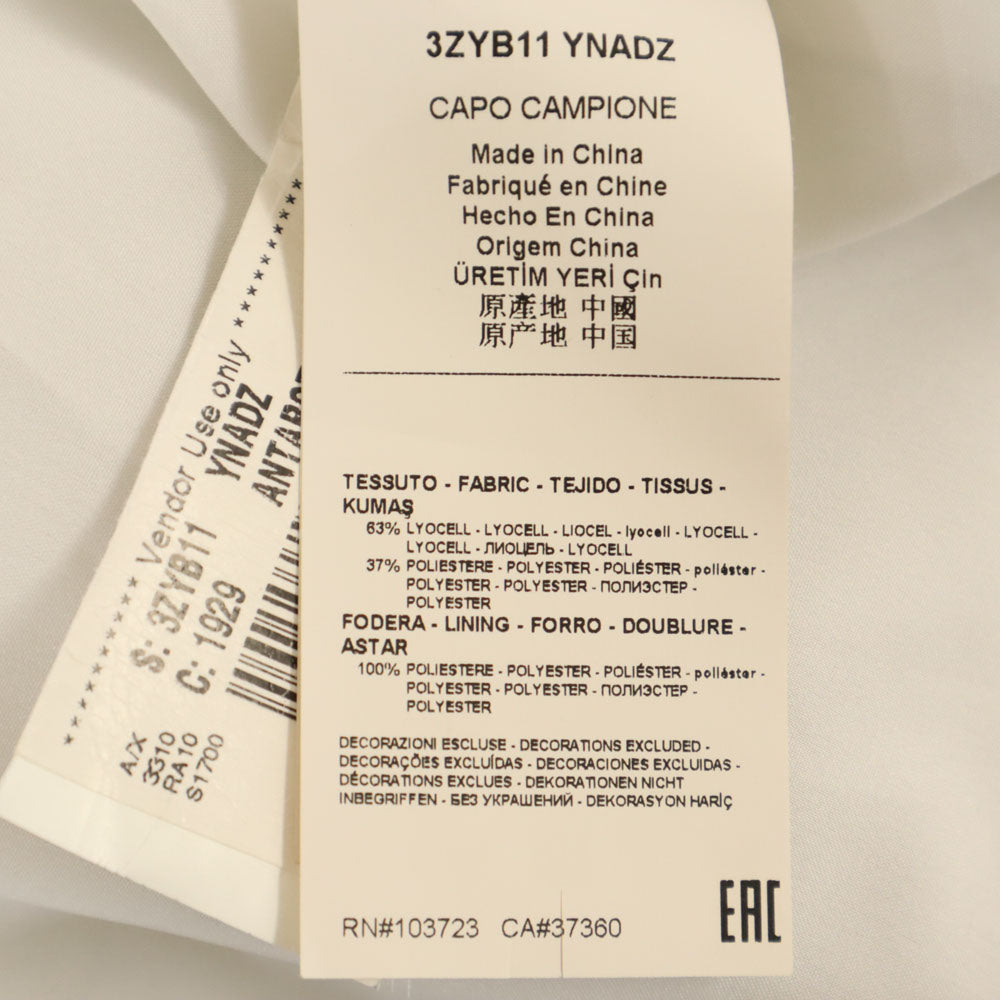 3ZYB11 YNADZ
CAPO CAMPIONE
Made in China
Fabriqué en Chine
Hecho En China
Origem China
ÜRETİM YERİ Çin
原產地 中國
原产地 中国
TESSUTO - FABRIC - TEJIDO - TISSUS -
KUMAŞ
63% LYOCELL - LYOCELL - LIOCEL - lyocell - LYOCELL -
LYOCELL - ЛИОЦЕЛЬ - LYOCELL
37% POLIESTERE - POLYESTER - POLIÉSTER - poliéster -
POLYESTER - POLYESTER - ПОЛИЭСТЕР -
POLYESTER
FODERA - LINING - FORRO - DOUBLURE -
ASTAR
100% POLIESTERE - POLYESTER - POLIÉSTER - poliéster -
POLYESTER - POLYESTER - ПОЛИЭСТЕР -
POLYESTER
DECORAZIONI ESCLUSE - DECORATIONS EXCLUDED -
DECORAÇÕES EXCLUÍDAS - DECORACIONES EXCLUIDAS -
DÉCORATIONS EXCLUES - DEKORATIONEN NICHT
INBEGRIFFEN - БЕЗ УКРАШЕНИЙ - DEKORASYON HARİÇ
RN#103723 CA#37360
EAC
********** Vendor Use only **********
S: 3ZYB11 YNADZ
C: 1929
A/X
3310
RA10
S1700